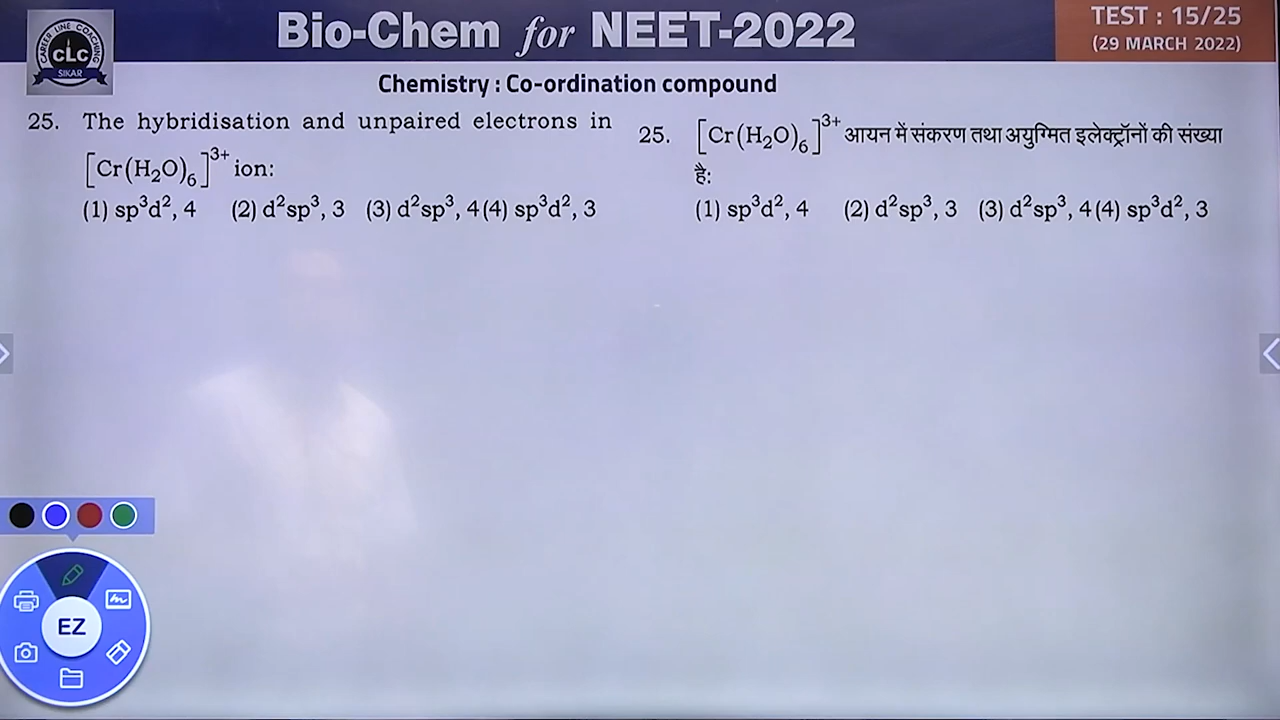 Bio-Chem for NEET-2022
TEST : 15/25
(29 MARCH 2022)
CAREER LINE COACHING
CLC
SIKAR
Chemistry : Co-ordination compound
25. The hybridisation and unpaired electrons in
[Cr(H₂O)₆]³⁺ ion:
(1) sp³d², 4 (2) d²sp³, 3 (3) d²sp³, 4 (4) sp³d², 3
25. [Cr(H₂O)₆]³⁺ आयन में संकरण तथा अयुग्मित इलेक्ट्रॉनों की संख्या
है:
(1) sp³d², 4 (2) d²sp³, 3 (3) d²sp³, 4 (4) sp³d², 3
EZ